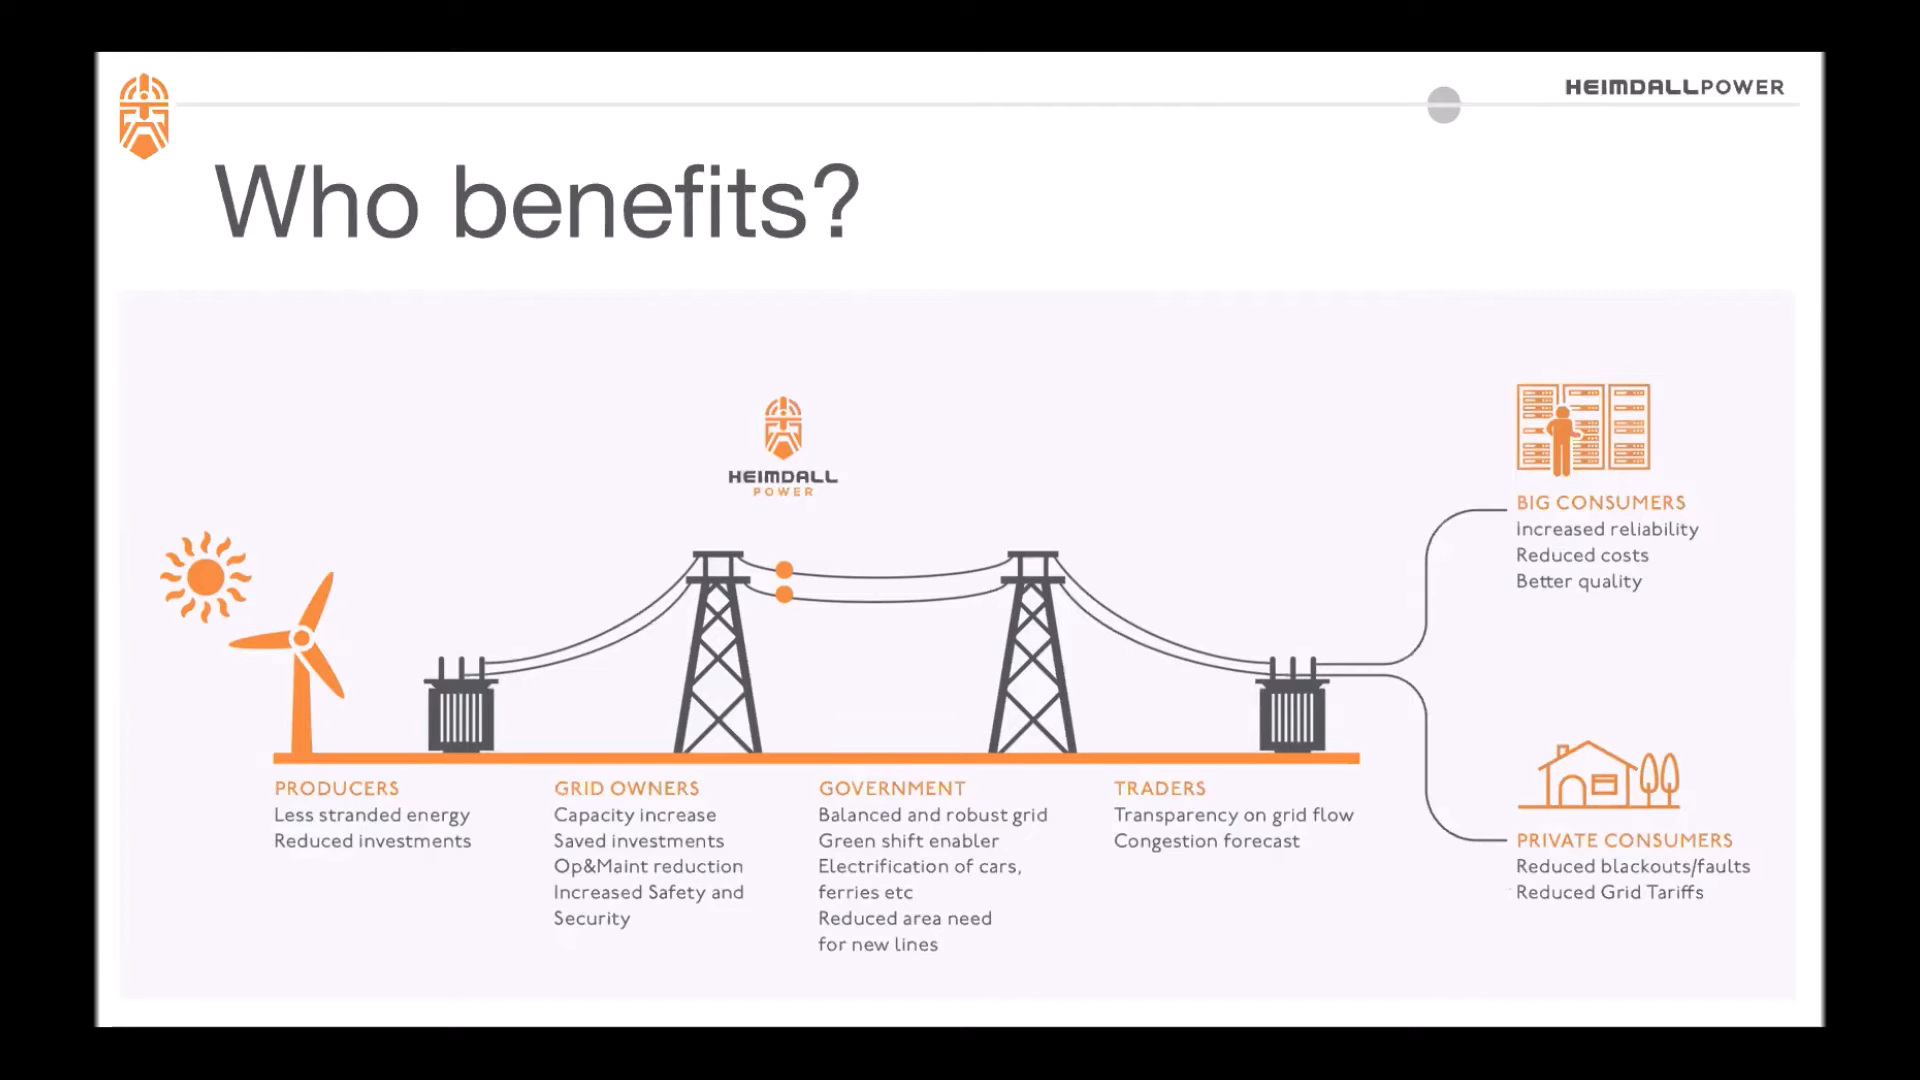 HEIMDALLPOWER
Who benefits?
HEIMDALL
POWER
BIG CONSUMERS
Increased reliability
Reduced costs
Better quality
PRODUCERS
Less stranded energy
Reduced investments
GRID OWNERS
Capacity increase
Saved investments
Op&Maint reduction
Increased Safety and
Security
GOVERNMENT
Balanced and robust grid
Green shift enabler
Electrification of cars,
ferries etc
Reduced area need
for new lines
TRADERS
Transparency on grid flow
Congestion forecast
PRIVATE CONSUMERS
Reduced blackouts/faults
Reduced Grid Tariffs